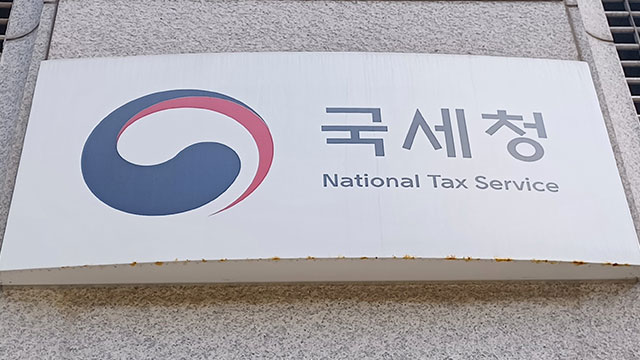 국세청
National Tax Service